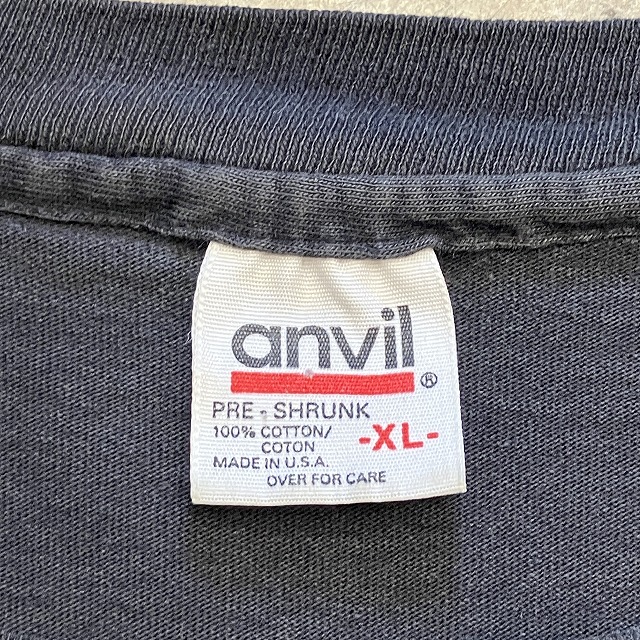 anvil
®
PRE - SHRUNK
100% COTTON/
COTON
-XL-
MADE IN U.S.A.
OVER FOR CARE